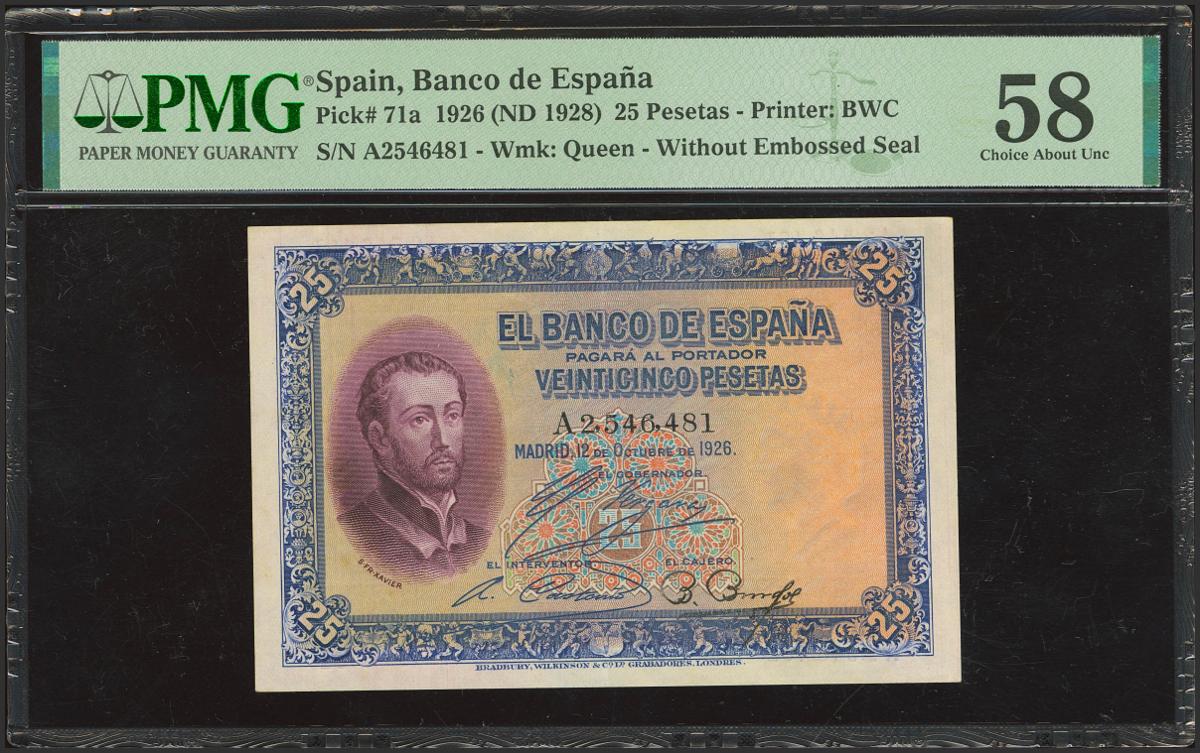 PMG®
PAPER MONEY GUARANTY
Spain, Banco de España
Pick# 71a 1926 (ND 1928) 25 Pesetas - Printer: BWC
S/N A2546481 - Wmk: Queen - Without Embossed Seal
58
Choice About Unc
25
25
EL BANCO DE ESPAÑA
PAGARÁ AL PORTADOR
VEINTICINCO PESETAS
A2,546,481
MADRID, 12 DE OCTUBRE DE 1926.
EL GOBERNADOR
25
EL INTERVENTOR
EL CAJERO
S. FR. XAVIER
25
25
BRADBURY, WILKINSON & Cº Lᴰ GRABADORES, LONDRES.